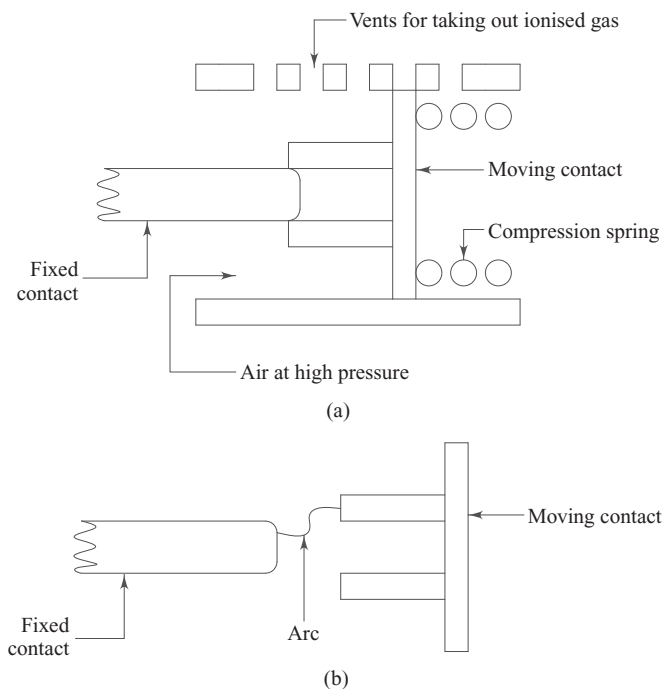 Vents for taking out ionised gas
Moving contact
Compression spring
Fixed
contact
Air at high pressure
(a)
Moving contact
Fixed
contact
Arc
(b)